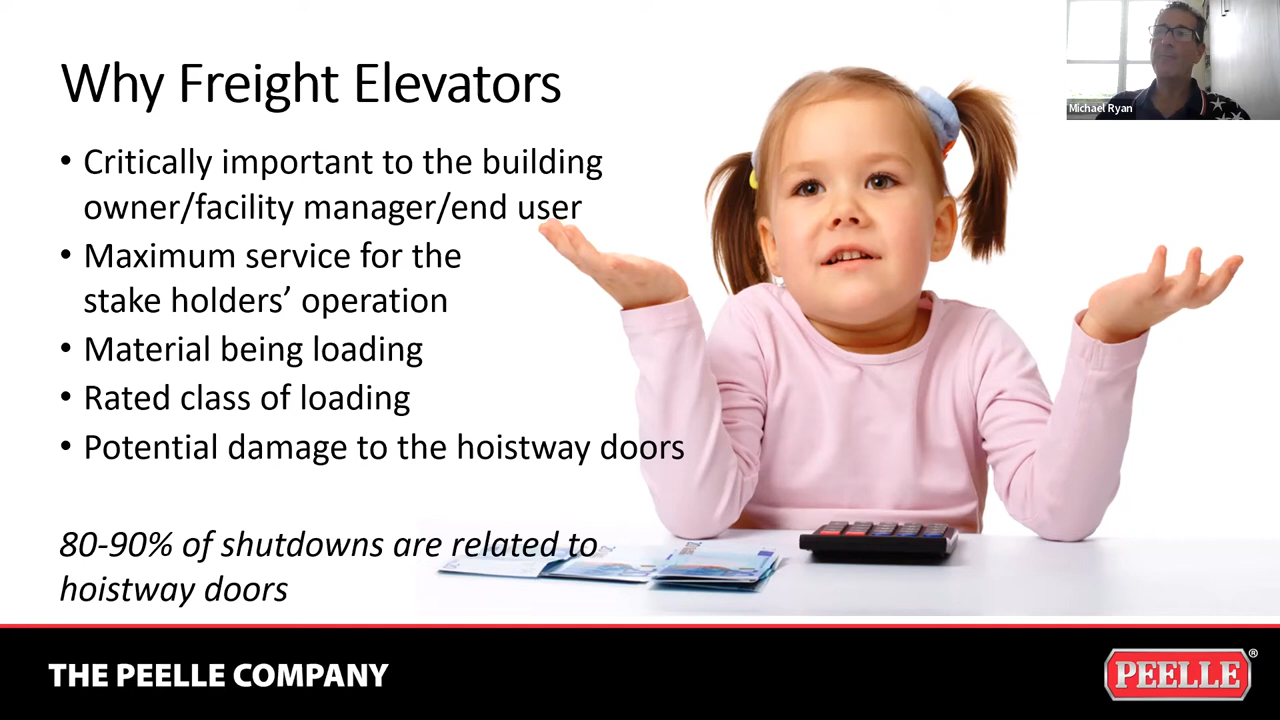 Why Freight Elevators
Michael Ryan
• Critically important to the building
owner/facility manager/end user
• Maximum service for the
stake holders’ operation
• Material being loading
• Rated class of loading
• Potential damage to the hoistway doors
80-90% of shutdowns are related to
hoistway doors
THE PEELLE COMPANY
PEELLE®